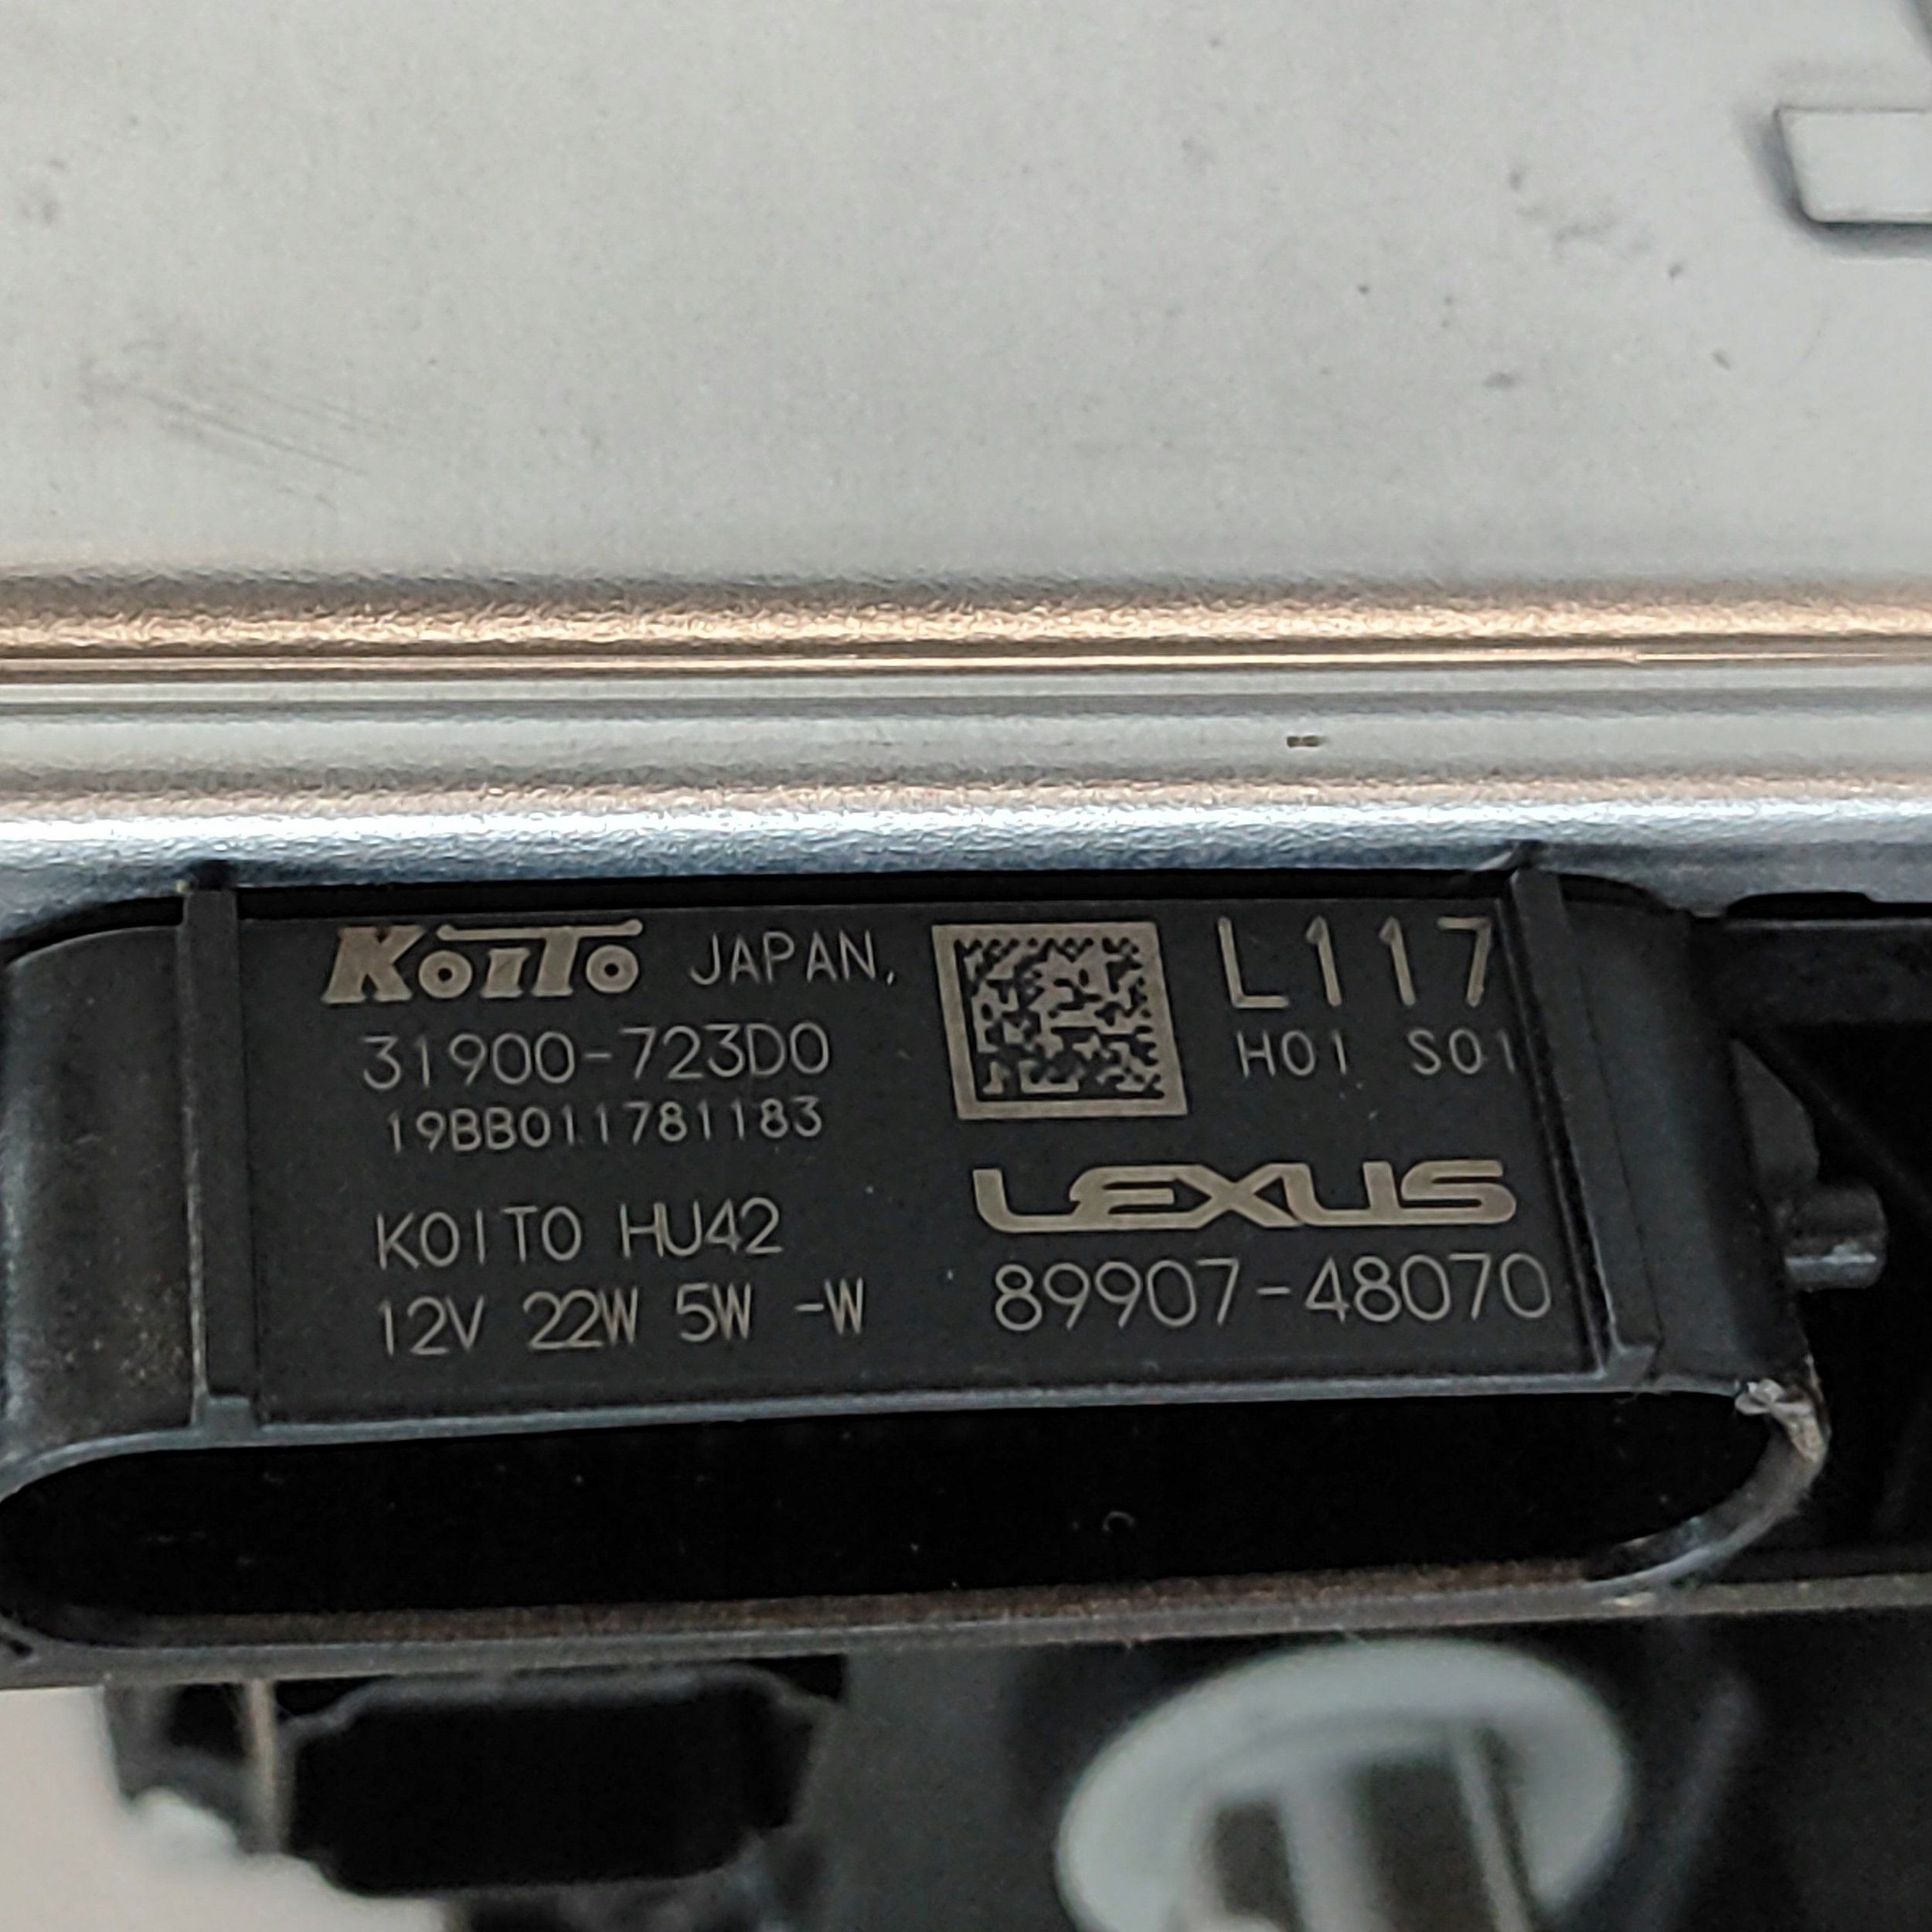 KOITO JAPAN,
31900-723D0
19BB011781183
KOITO HU42
12V 22W 5W -W
L117
H01 S01
LEXUS
89907-48070